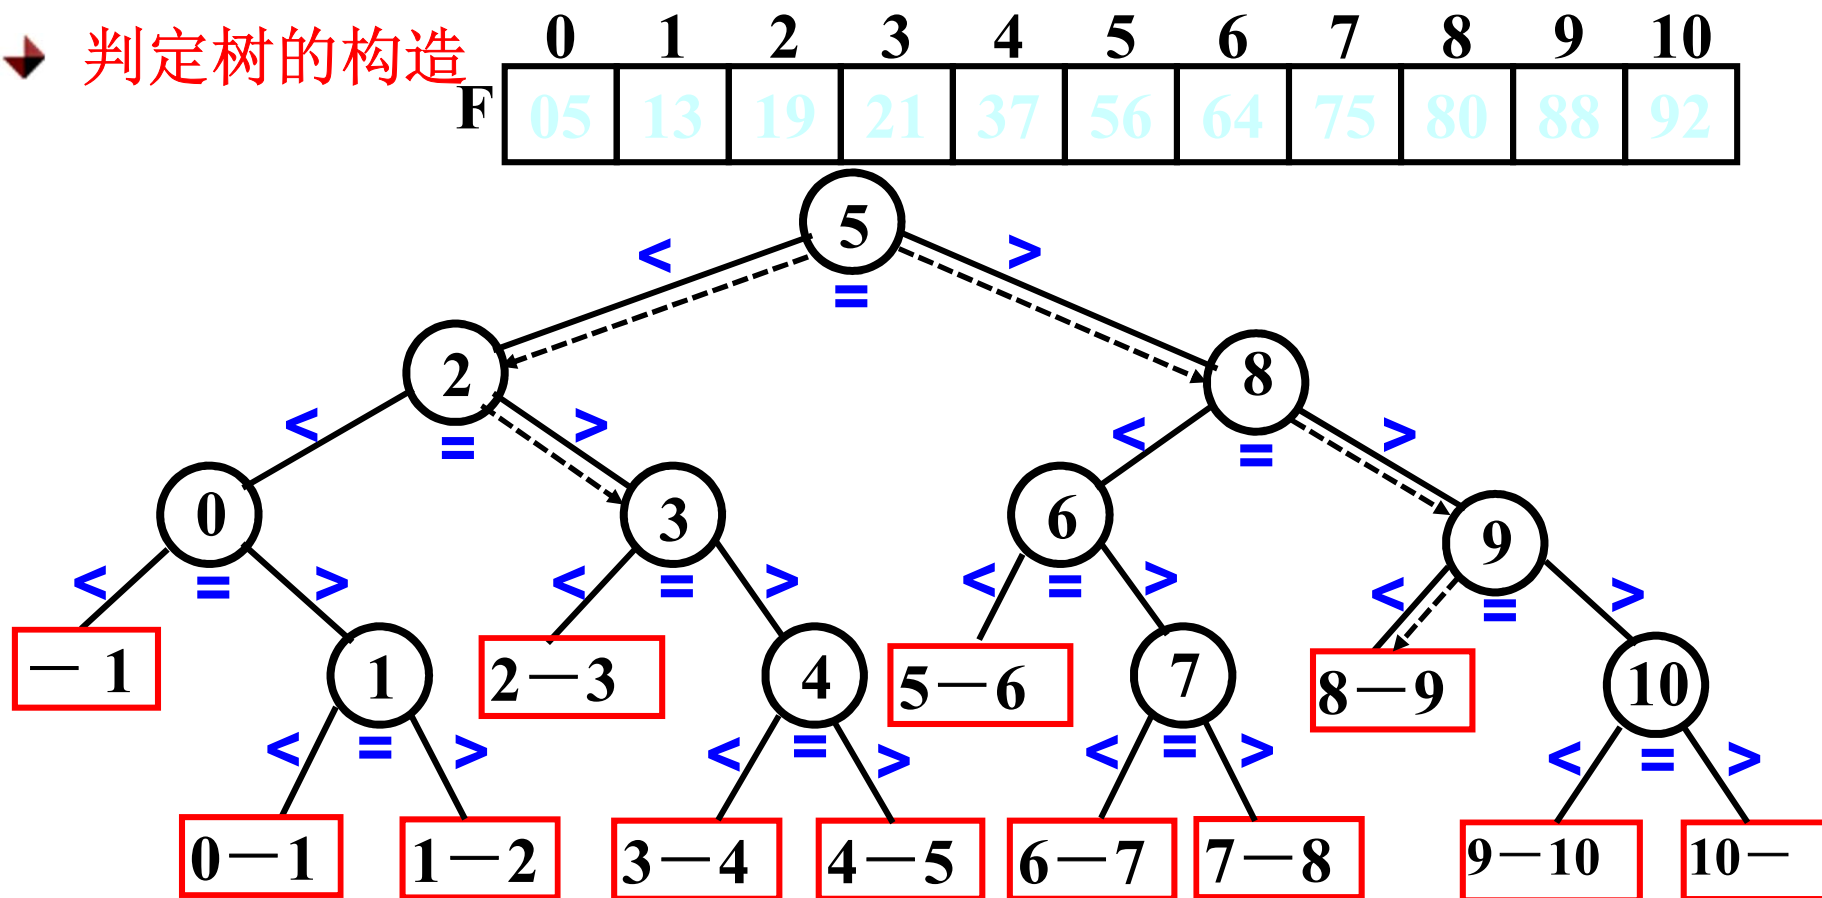 判定树的构造
0 1 2 3 4 5 6 7 8 9 10
F 05 13 19 21 37 56 64 75 80 88 92
5
< = >
2 8
< = > < = >
0 3 6 9
< = > < = > < = > < = >
－ 1 1 2－3 4 5－6 7 8－9 10
< = > < = > < = > < = >
0－1 1－2 3－4 4－5 6－7 7－8 9－10 10－